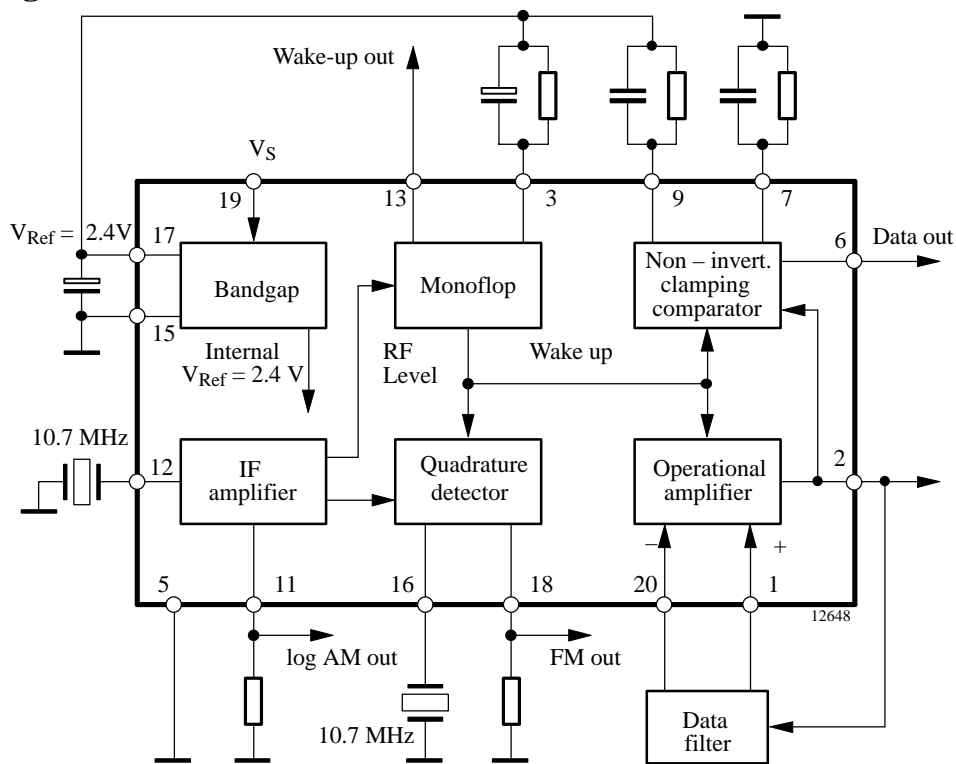 Wake-up out
V_S
19
13
3
9
7
V_Ref = 2.4V
17
6
Data out
Bandgap
Monoflop
Non – invert.
clamping
comparator
15
Internal
V_Ref = 2.4 V
RF
Level
Wake up
10.7 MHz
12
IF
amplifier
Quadrature
detector
Operational
amplifier
2
–
+
5
11
16
18
20
1
12648
log AM out
FM out
10.7 MHz
Data
filter